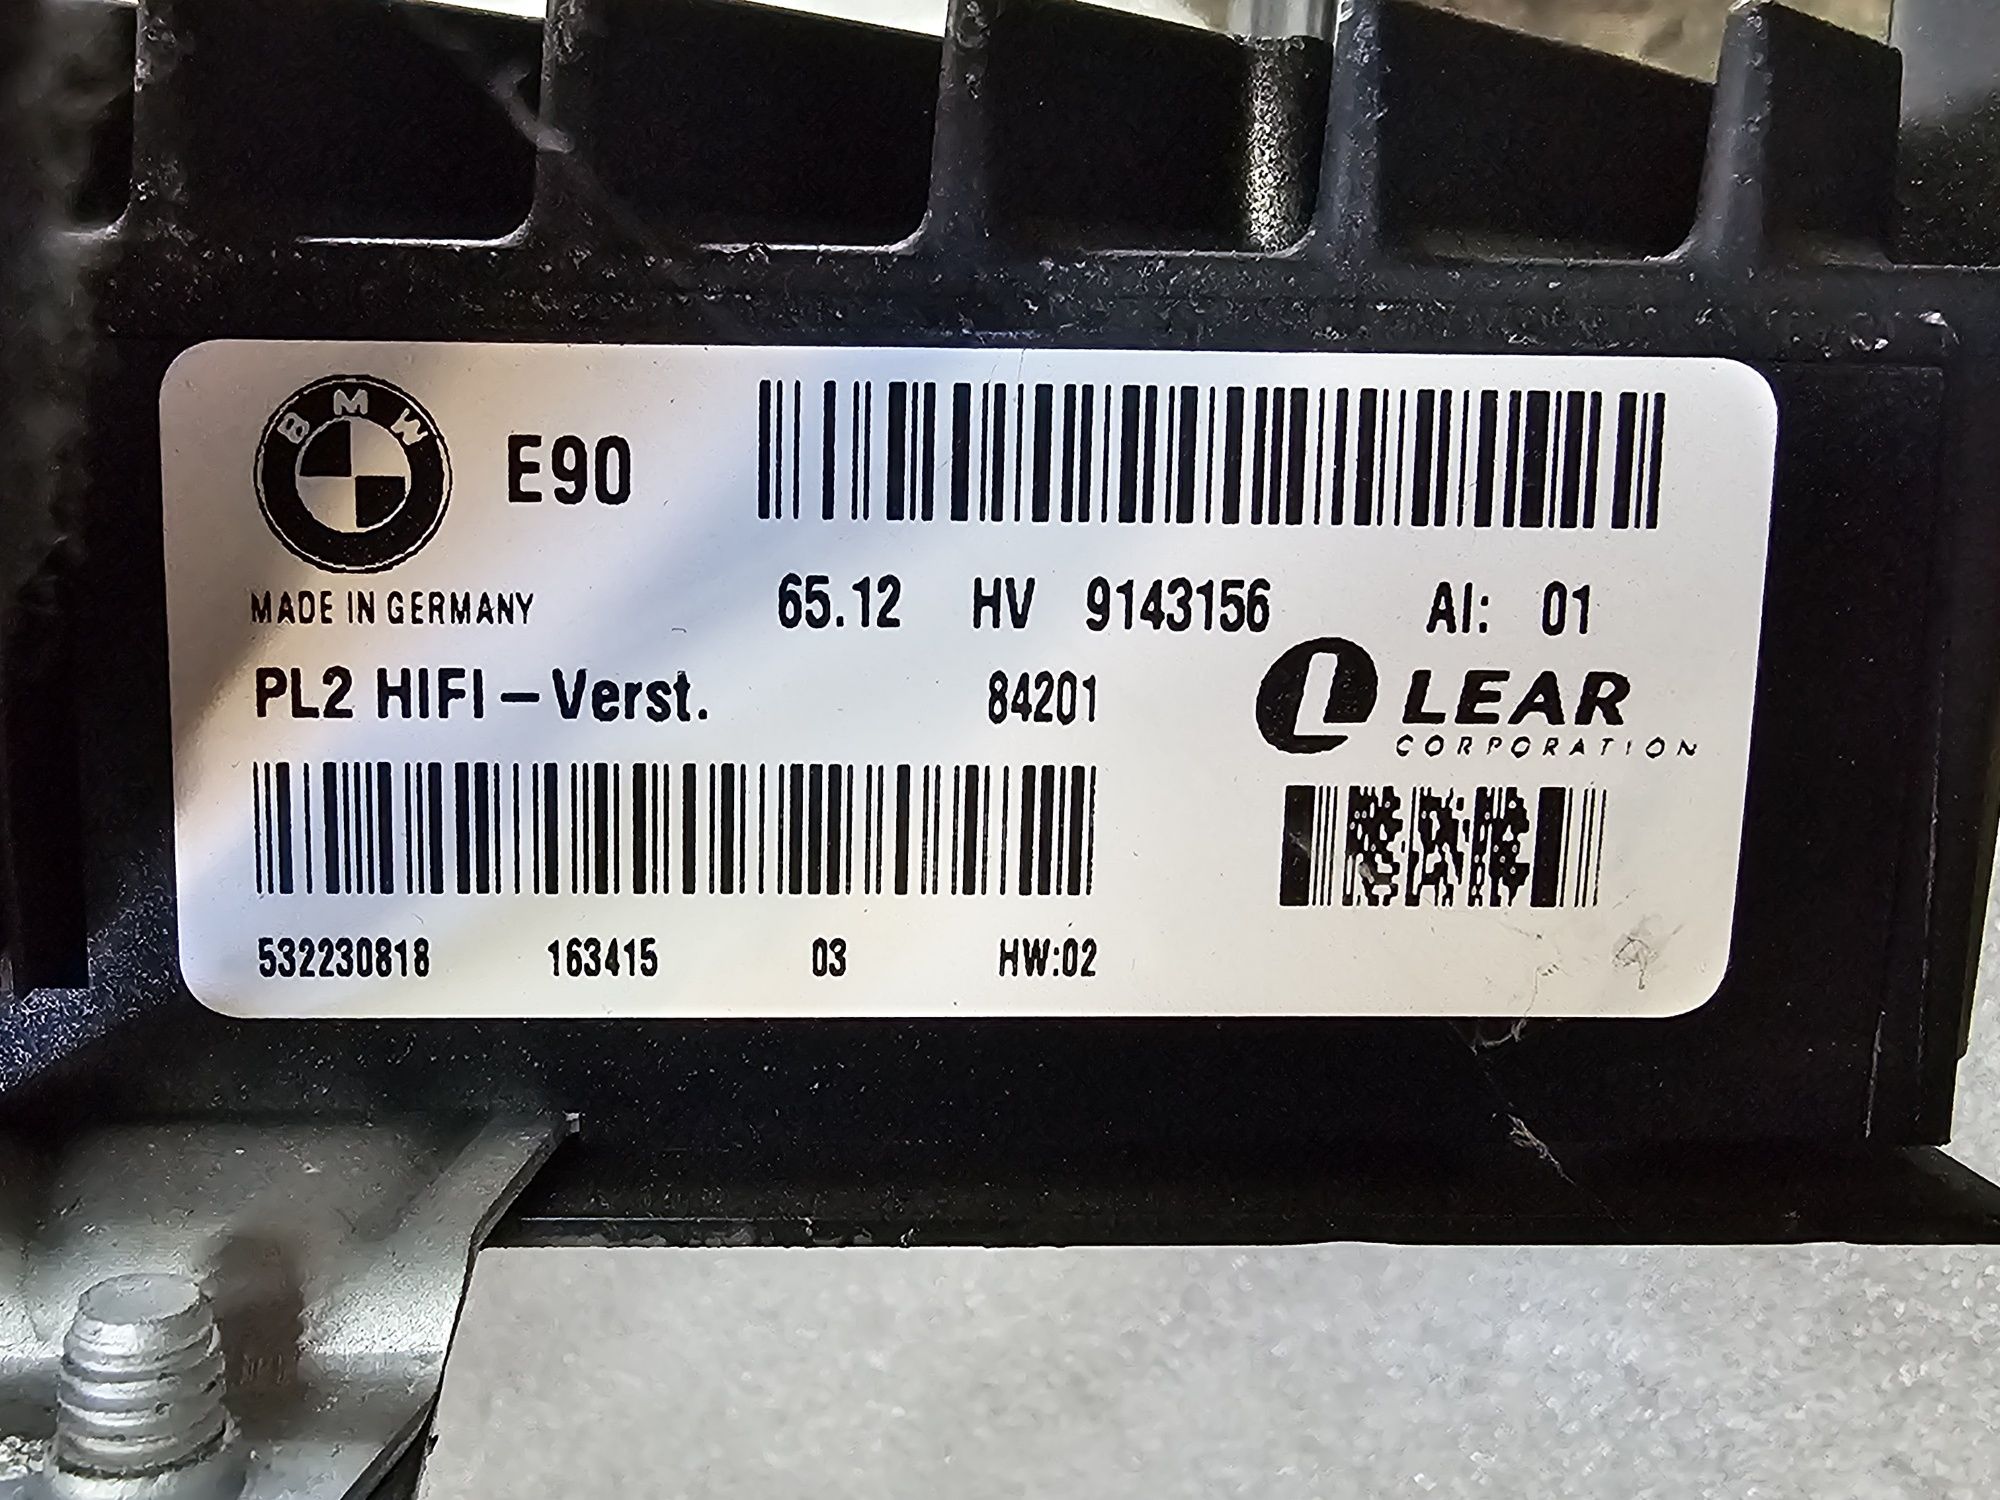 BMW
E90
MADE IN GERMANY
65.12 HV 9143156 AI: 01
PL2 HIFI – Verst. 84201
L LEAR
CORPORATION
532230818 163415 03 HW:02